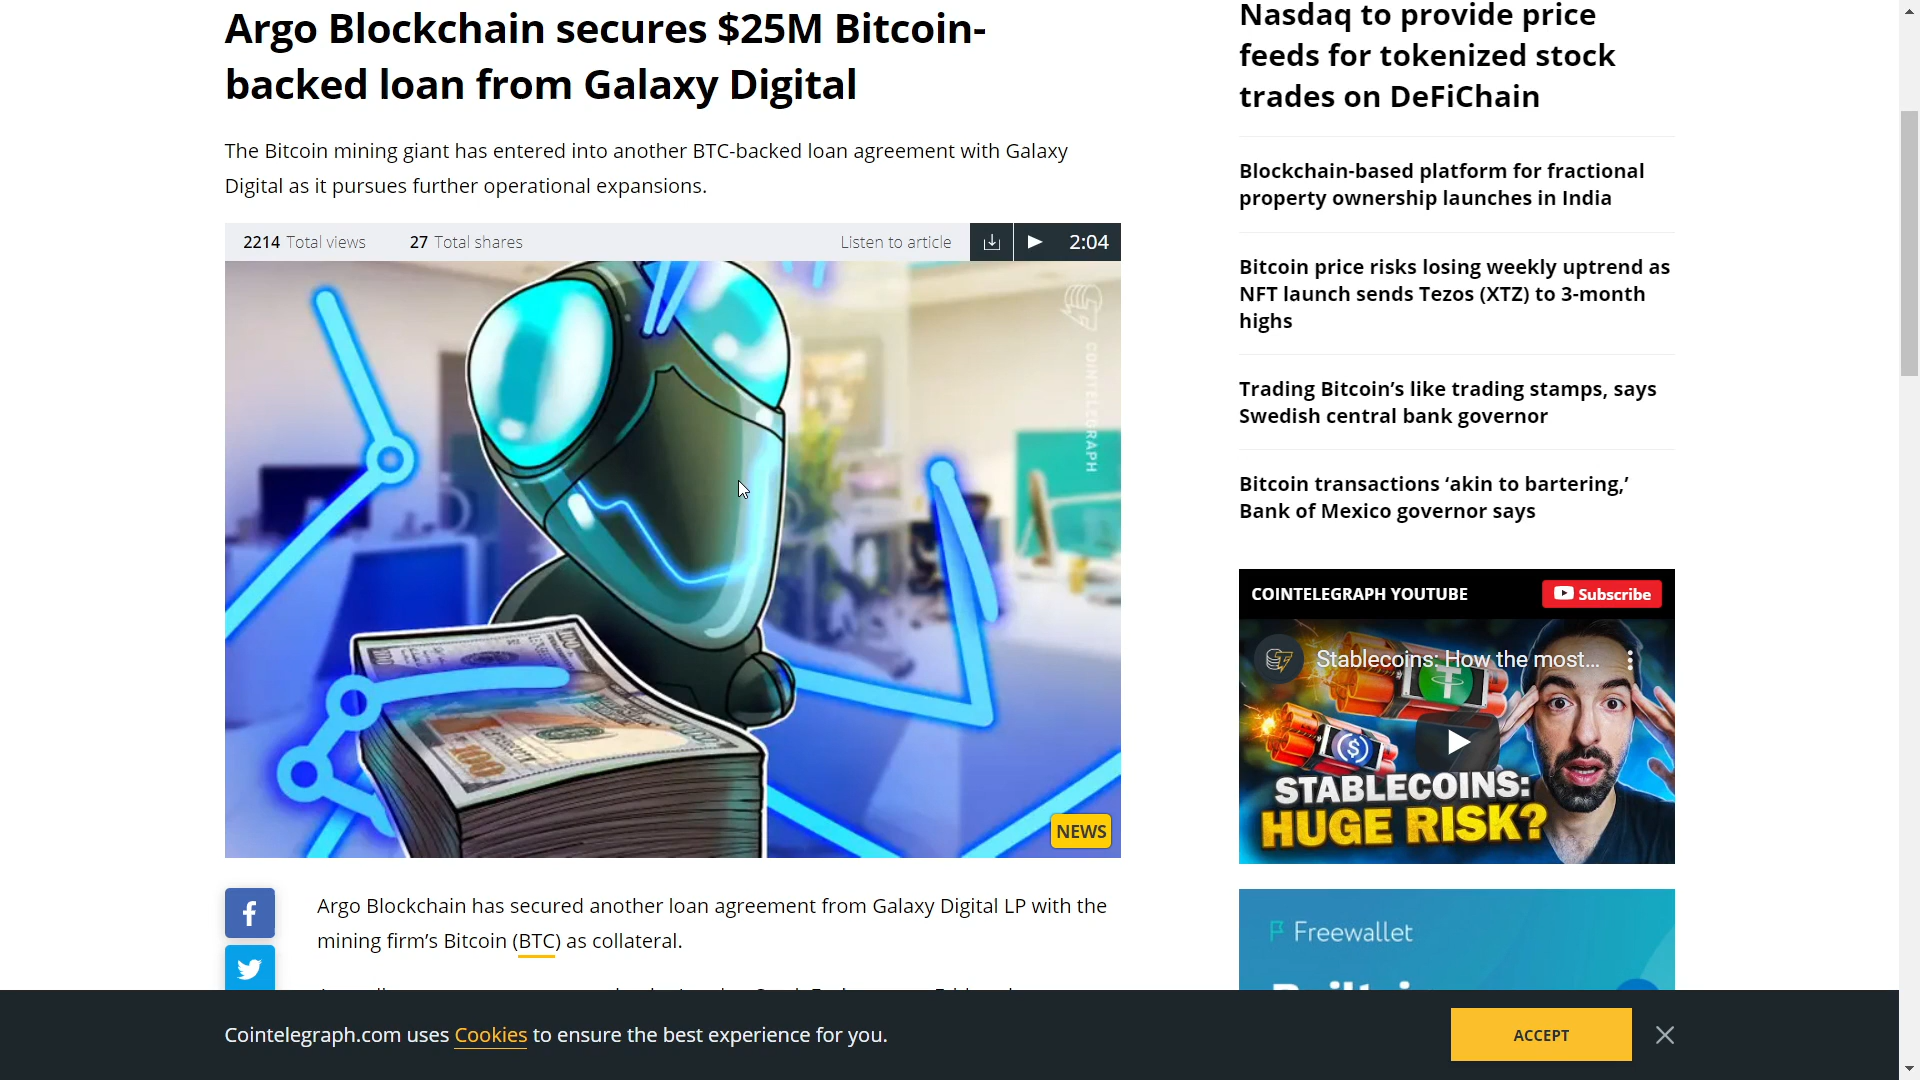 Argo Blockchain secures $25M Bitcoin-
backed loan from Galaxy Digital
The Bitcoin mining giant has entered into another BTC-backed loan agreement with Galaxy
Digital as it pursues further operational expansions.
2214 Total views 27 Total shares Listen to article 2:04
COINTELEGRAPH
100
100
NEWS
Argo Blockchain has secured another loan agreement from Galaxy Digital LP with the
mining firm’s Bitcoin (BTC) as collateral.
Nasdaq to provide price
feeds for tokenized stock
trades on DeFiChain
Blockchain-based platform for fractional
property ownership launches in India
Bitcoin price risks losing weekly uptrend as
NFT launch sends Tezos (XTZ) to 3-month
highs
Trading Bitcoin’s like trading stamps, says
Swedish central bank governor
Bitcoin transactions ‘akin to bartering,’
Bank of Mexico governor says
COINTELEGRAPH YOUTUBE Subscribe
Stablecoins: How the most...
STABLECOINS:
HUGE RISK?
Freewallet
Cointelegraph.com uses Cookies to ensure the best experience for you.
ACCEPT